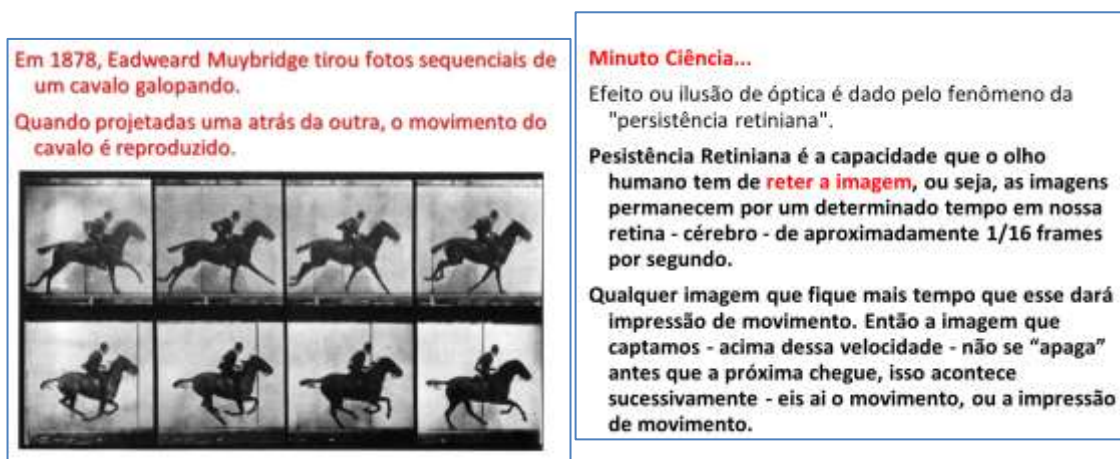 Em 1878, Eadweard Muybridge tirou fotos sequenciais de
um cavalo galopando.
Quando projetadas uma atrás da outra, o movimento do
cavalo é reproduzido.
Minuto Ciência...
Efeito ou ilusão de óptica é dado pelo fenômeno da
"persistência retiniana".
Pesistência Retiniana é a capacidade que o olho
humano tem de reter a imagem, ou seja, as imagens
permanecem por um determinado tempo em nossa
retina - cérebro - de aproximadamente 1/16 frames
por segundo.
Qualquer imagem que fique mais tempo que esse dará
impressão de movimento. Então a imagem que
captamos - acima dessa velocidade - não se “apaga”
antes que a próxima chegue, isso acontece
sucessivamente - eis ai o movimento, ou a impressão
de movimento.